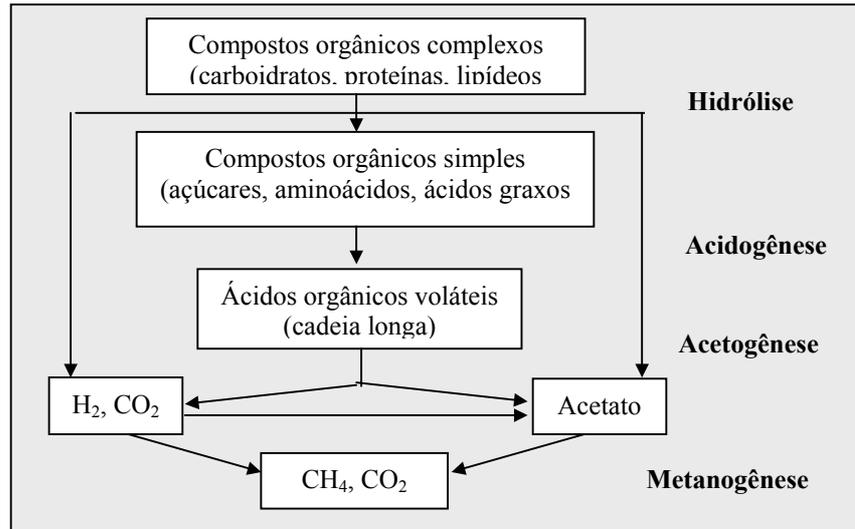 Compostos orgânicos complexos
(carboidratos, proteínas, lipídeos
Hidrólise
Compostos orgânicos simples
(açúcares, aminoácidos, ácidos graxos
Acidogênese
Ácidos orgânicos voláteis
(cadeia longa)
Acetogênese
H₂, CO₂
Acetato
CH₄, CO₂
Metanogênese